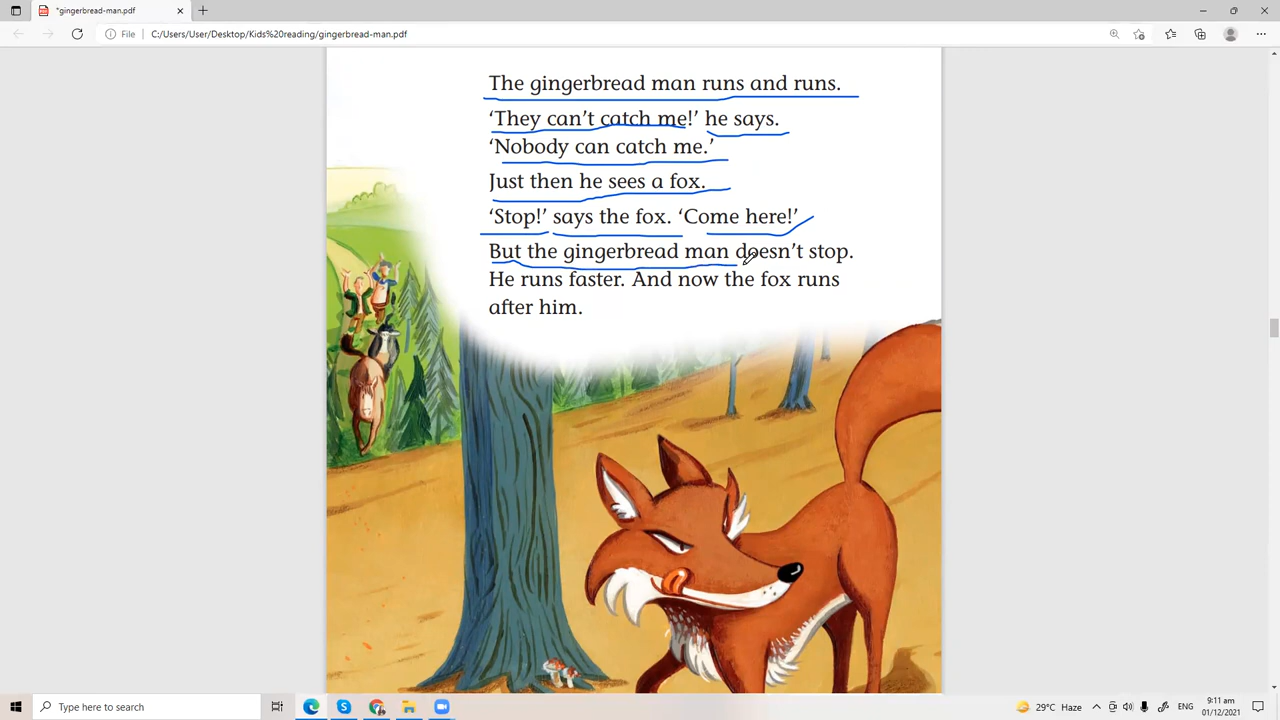 *gingerbread-man.pdf
File C:/Users/User/Desktop/Kids%20reading/gingerbread-man.pdf
The gingerbread man runs and runs.
‘They can’t catch me!’ he says.
‘Nobody can catch me.’
Just then he sees a fox.
‘Stop!’ says the fox. ‘Come here!’
But the gingerbread man doesn’t stop.
He runs faster. And now the fox runs
after him.
Type here to search
29°C Haze
ENG
9:11 am
01/12/2021